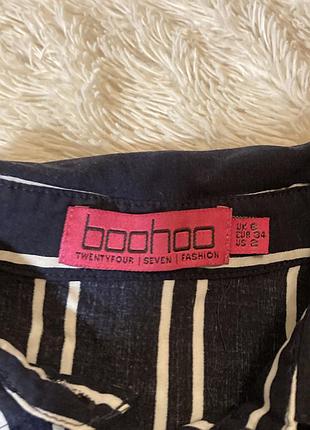 boohoo
TWENTYFOUR | SEVEN | FASHION
UK 6
EUR 34
US 2